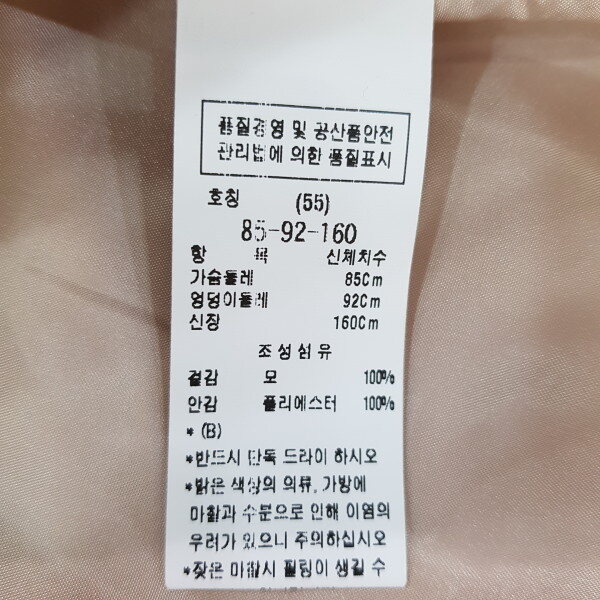 품질경영 및 공산품안전
관리법에 의한 품질표시
호칭 (55)
85-92-160
항 목 신체치수
가슴둘레 85Cm
엉덩이둘레 92Cm
신장 160Cm
조성섬유
겉감 모 100%
안감 폴리에스터 100%
* (B)
*반드시 단독 드라이 하시오
*밝은 색상의 의류, 가방에
마찰과 수분으로 인해 이염의
우려가 있으니 주의하십시오
*잦은 마찰시 필링이 생길 수